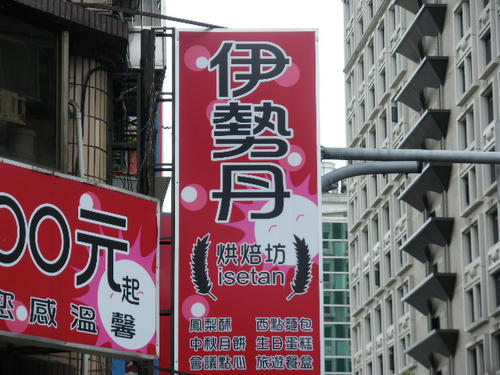 伊勢丹
烘焙坊
isetan
鳳梨酥 西點麵包
中秋月餅 生日蛋糕
會議點心 旅遊餐盒
00元起
感溫馨